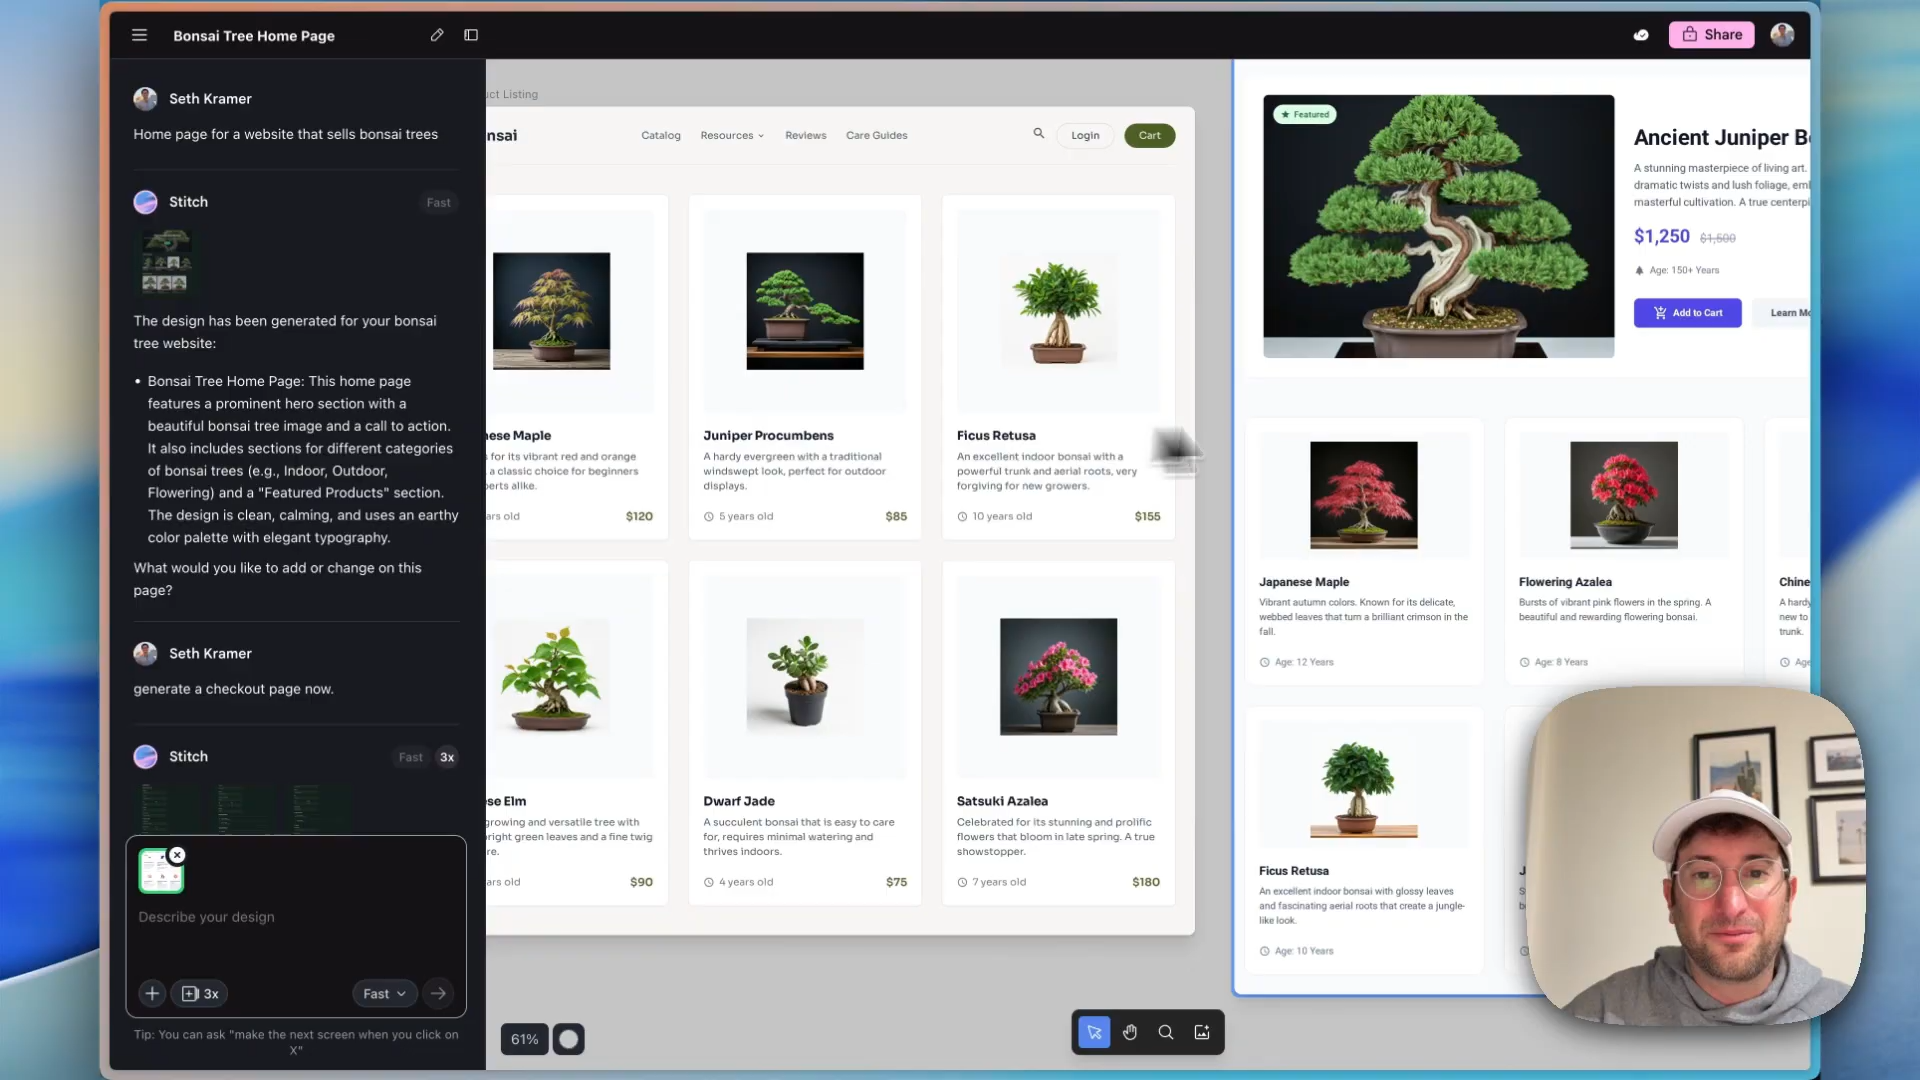 Bonsai Tree Home Page
Share
Seth Kramer
Home page for a website that sells bonsai trees
Stitch
Fast
The design has been generated for your bonsai
tree website:
• Bonsai Tree Home Page: This home page
features a prominent hero section with a
beautiful bonsai tree image and a call to action.
It also includes sections for different categories
of bonsai trees (e.g., Indoor, Outdoor,
Flowering) and a "Featured Products" section.
The design is clean, calming, and uses an earthy
color palette with elegant typography.
What would you like to add or change on this
page?
Seth Kramer
generate a checkout page now.
Stitch
Fast 3x
Describe your design
3x
Fast
Tip: You can ask "make the next screen when you click on
X"
uct Listing
nsai
Catalog Resources Reviews Care Guides
Login Cart
ese Maple
for its vibrant red and orange
a classic choice for beginners
erts alike.
ars old $120
Juniper Procumbens
A hardy evergreen with a traditional
windswept look, perfect for outdoor
displays.
5 years old $85
Ficus Retusa
An excellent indoor bonsai with a
powerful trunk and aerial roots, very
forgiving for new growers.
10 years old $155
se Elm
growing and versatile tree with
right green leaves and a fine twig
re.
ars old $90
Dwarf Jade
A succulent bonsai that is easy to care
for, requires minimal watering and
thrives indoors.
4 years old $75
Satsuki Azalea
Celebrated for its stunning and prolific
flowers that bloom in late spring. A true
showstopper.
7 years old $180
61%
Featured
Ancient Juniper B
A stunning masterpiece of living art.
dramatic twists and lush foliage, em
masterful cultivation. A true centerpi
$1,250 $1,500
Age: 150+ Years
Add to Cart Learn Mo
Japanese Maple
Vibrant autumn colors. Known for its delicate,
webbed leaves that turn a brilliant crimson in the
fall.
Age: 12 Years
Flowering Azalea
Bursts of vibrant pink flowers in the spring. A
beautiful and rewarding flowering bonsai.
Age: 8 Years
Chine
A hardy
new to
trunk.
Age
Ficus Retusa
An excellent indoor bonsai with glossy leaves
and fascinating aerial roots that create a jungle-
like look.
Age: 10 Years
J
S
b